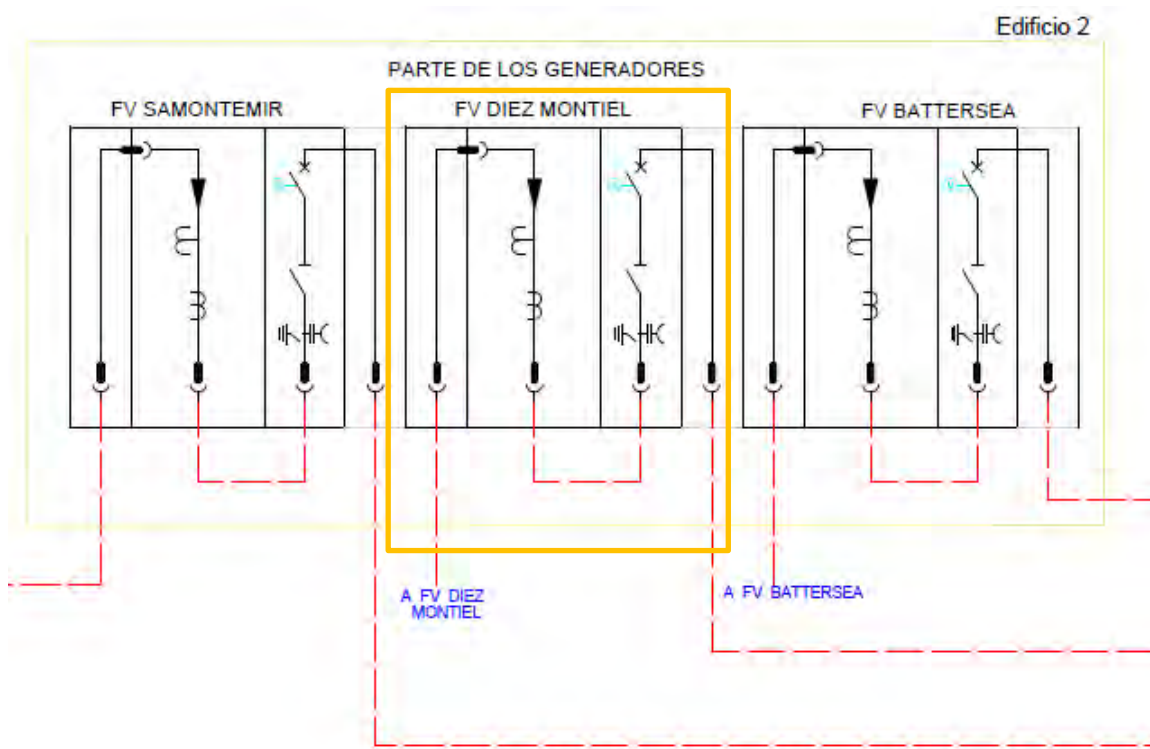 Edificio 2
PARTE DE LOS GENERADORES
FV SAMONTEMIR
FV DIEZ MONTIEL
FV BATTERSEA
A FV DIEZ
MONTIEL
A FV BATTERSEA